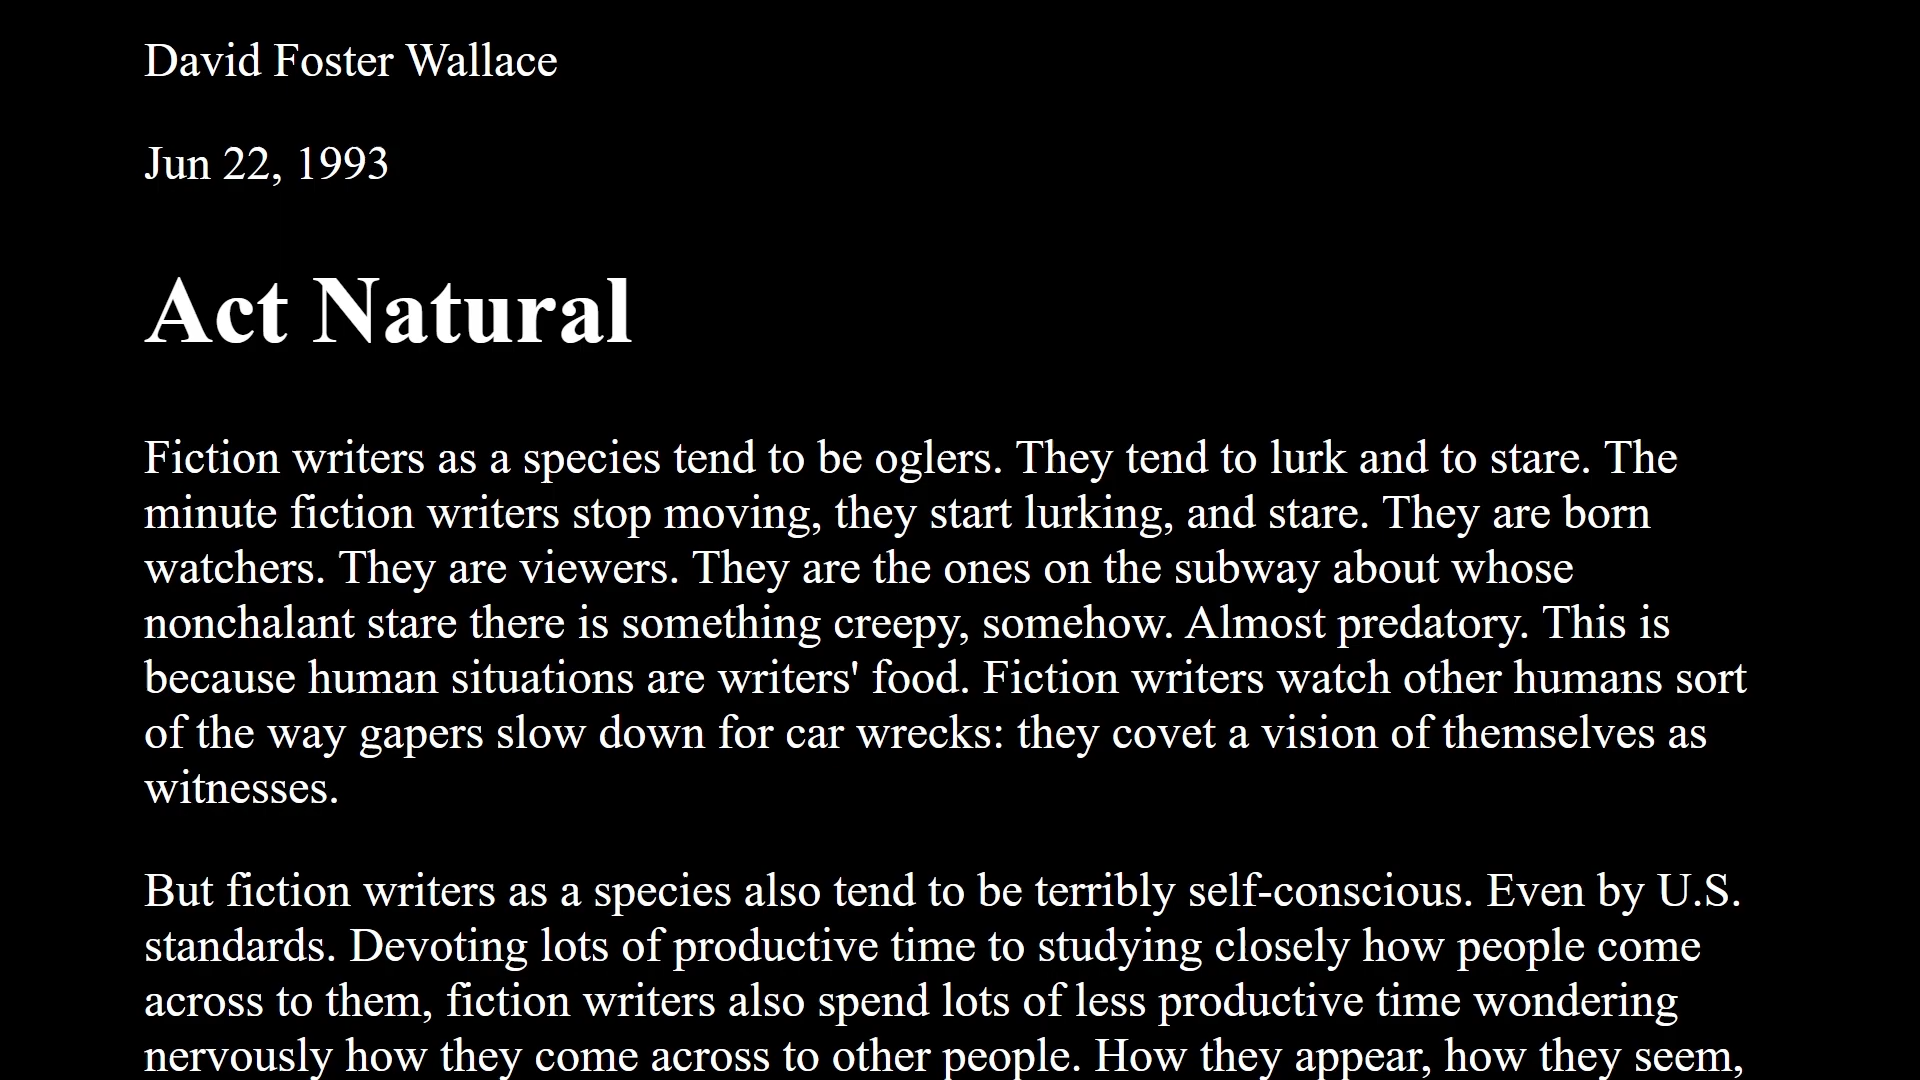 David Foster Wallace
Jun 22, 1993
Act Natural
Fiction writers as a species tend to be oglers. They tend to lurk and to stare. The
minute fiction writers stop moving, they start lurking, and stare. They are born
watchers. They are viewers. They are the ones on the subway about whose
nonchalant stare there is something creepy, somehow. Almost predatory. This is
because human situations are writers' food. Fiction writers watch other humans sort
of the way gapers slow down for car wrecks: they covet a vision of themselves as
witnesses.
But fiction writers as a species also tend to be terribly self-conscious. Even by U.S.
standards. Devoting lots of productive time to studying closely how people come
across to them, fiction writers also spend lots of less productive time wondering
nervously how they come across to other people. How they appear, how they seem,